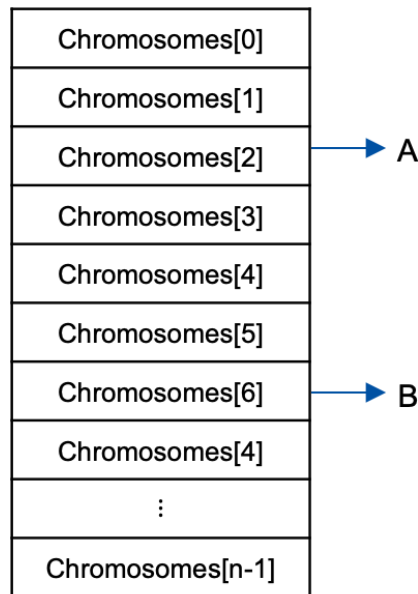 Chromosomes[0]
Chromosomes[1]
Chromosomes[2]
A
Chromosomes[3]
Chromosomes[4]
Chromosomes[5]
Chromosomes[6]
B
Chromosomes[4]
⋮
Chromosomes[n-1]